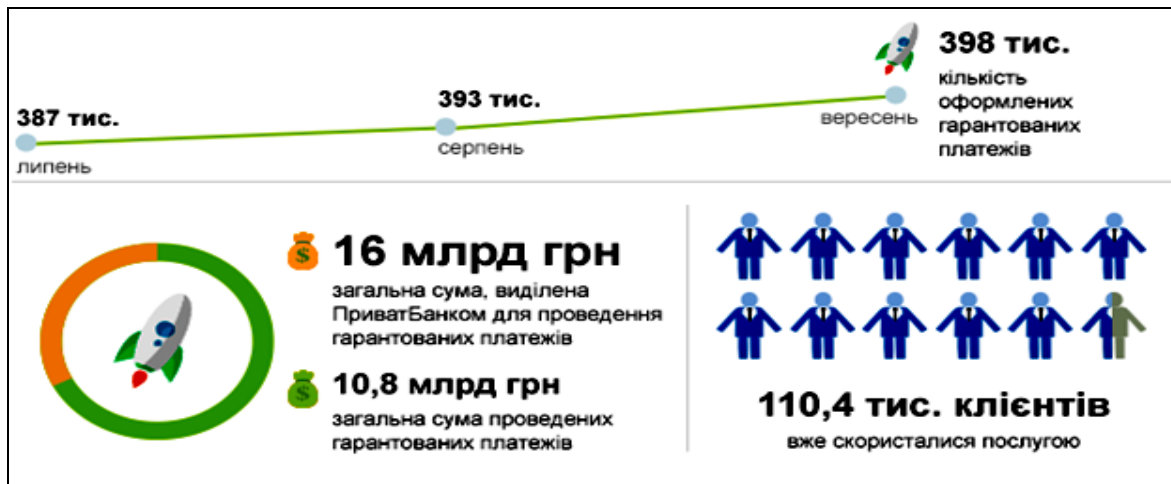 387 тис.
липень
393 тис.
серпень
вересень
398 тис.
кількість
оформлених
гарантованих
платежів
16 млрд грн
загальна сума, виділена
ПриватБанком для проведення
гарантованих платежів
10,8 млрд грн
загальна сума проведених
гарантованих платежів
110,4 тис. клієнтів
вже скористалися послугою